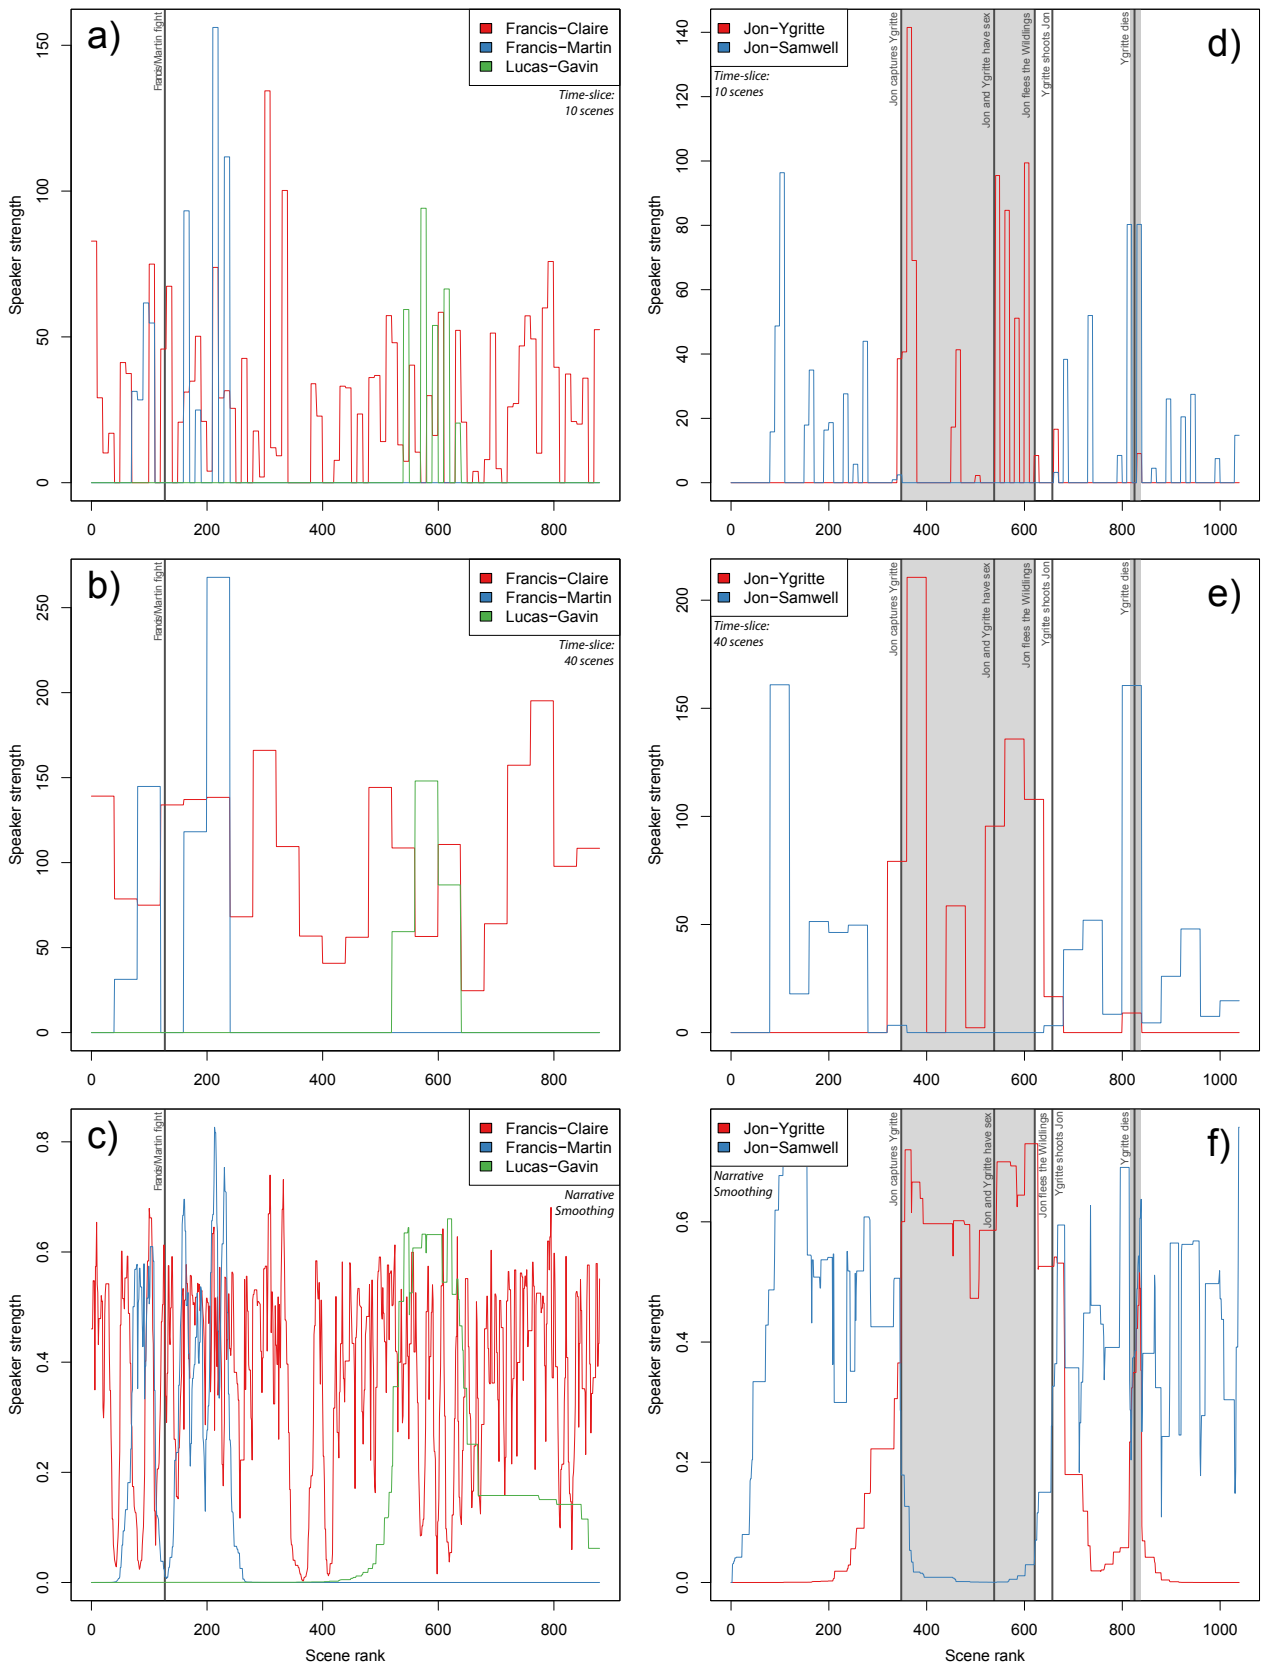 a)
Francis−Claire
Francis−Martin
Lucas−Gavin
Time-slice:
10 scenes
Francis/Martin fight
Speaker strength
0
50
100
150
0
200
400
600
800
d)
Jon−Ygritte
Jon−Samwell
Time-slice:
10 scenes
Jon captures Ygritte
Jon and Ygritte have sex
Jon flees the Wildlings
Ygritte shoots Jon
Ygritte dies
Speaker strength
0
20
40
60
80
100
120
140
0
200
400
600
800
1000
b)
Francis−Claire
Francis−Martin
Lucas−Gavin
Time-slice:
40 scenes
Francis/Martin fight
Speaker strength
0
50
100
150
200
250
0
200
400
600
800
e)
Jon−Ygritte
Jon−Samwell
Time-slice:
40 scenes
Jon captures Ygritte
Jon and Ygritte have sex
Jon flees the Wildlings
Ygritte shoots Jon
Ygritte dies
Speaker strength
0
50
100
150
200
0
200
400
600
800
1000
c)
Francis−Claire
Francis−Martin
Lucas−Gavin
Narrative
Smoothing
Francis/Martin fight
Speaker strength
0.0
0.2
0.4
0.6
0.8
0
200
400
600
800
Scene rank
f)
Jon−Ygritte
Jon−Samwell
Narrative
Smoothing
Jon captures Ygritte
Jon and Ygritte have sex
Jon flees the Wildlings
Ygritte shoots Jon
Ygritte dies
Speaker strength
0.0
0.2
0.4
0.6
0
200
400
600
800
1000
Scene rank